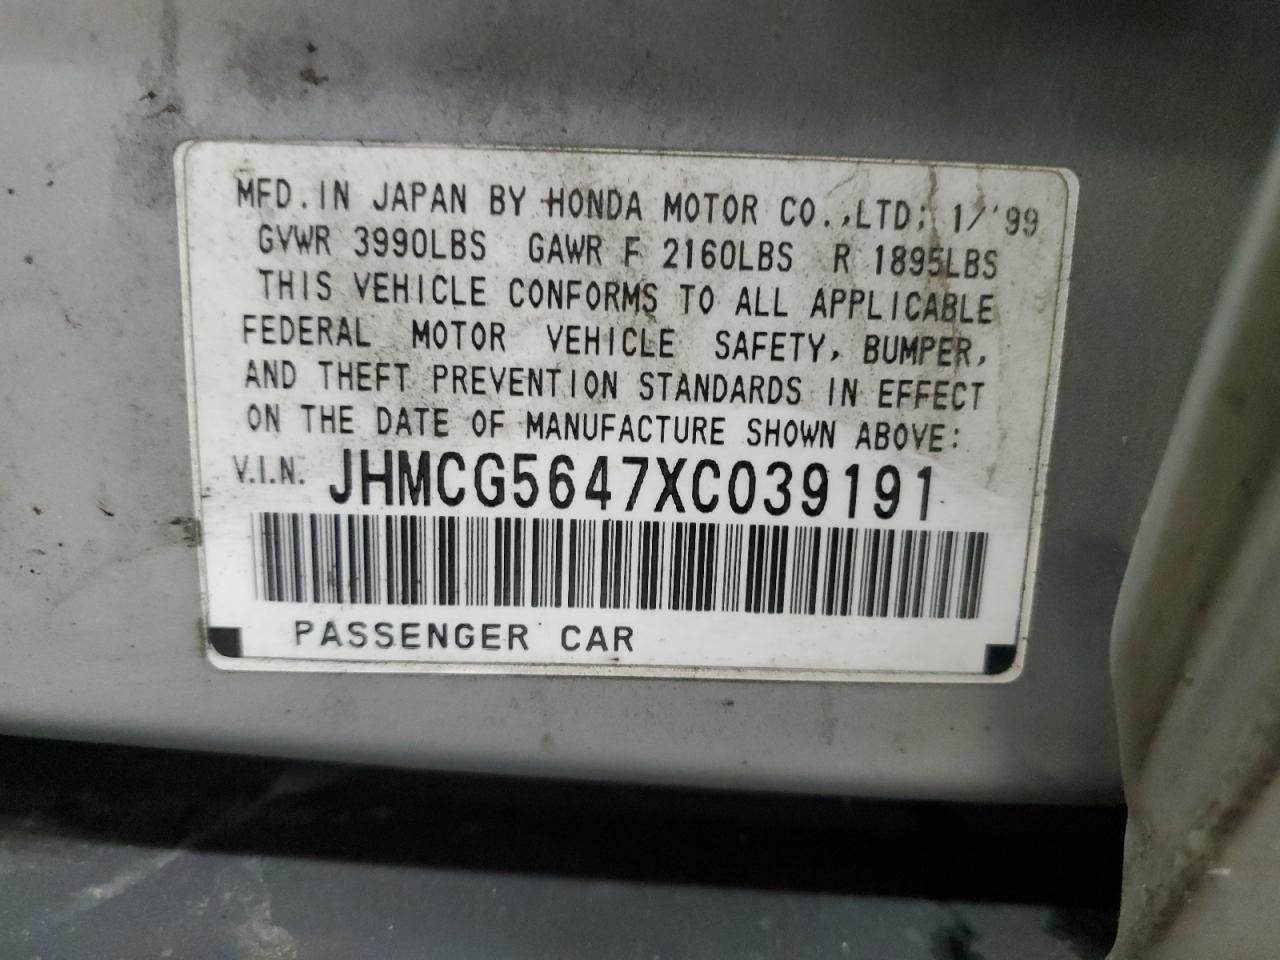 MFD. IN JAPAN BY HONDA MOTOR CO., LTD; 1/'99
GVWR 3990LBS GAWR F 2160LBS R 1895LBS
THIS VEHICLE CONFORMS TO ALL APPLICABLE
FEDERAL MOTOR VEHICLE SAFETY, BUMPER,
AND THEFT PREVENTION STANDARDS IN EFFECT
ON THE DATE OF MANUFACTURE SHOWN ABOVE:
V.I.N. JHMCG5647XC039191
PASSENGER CAR